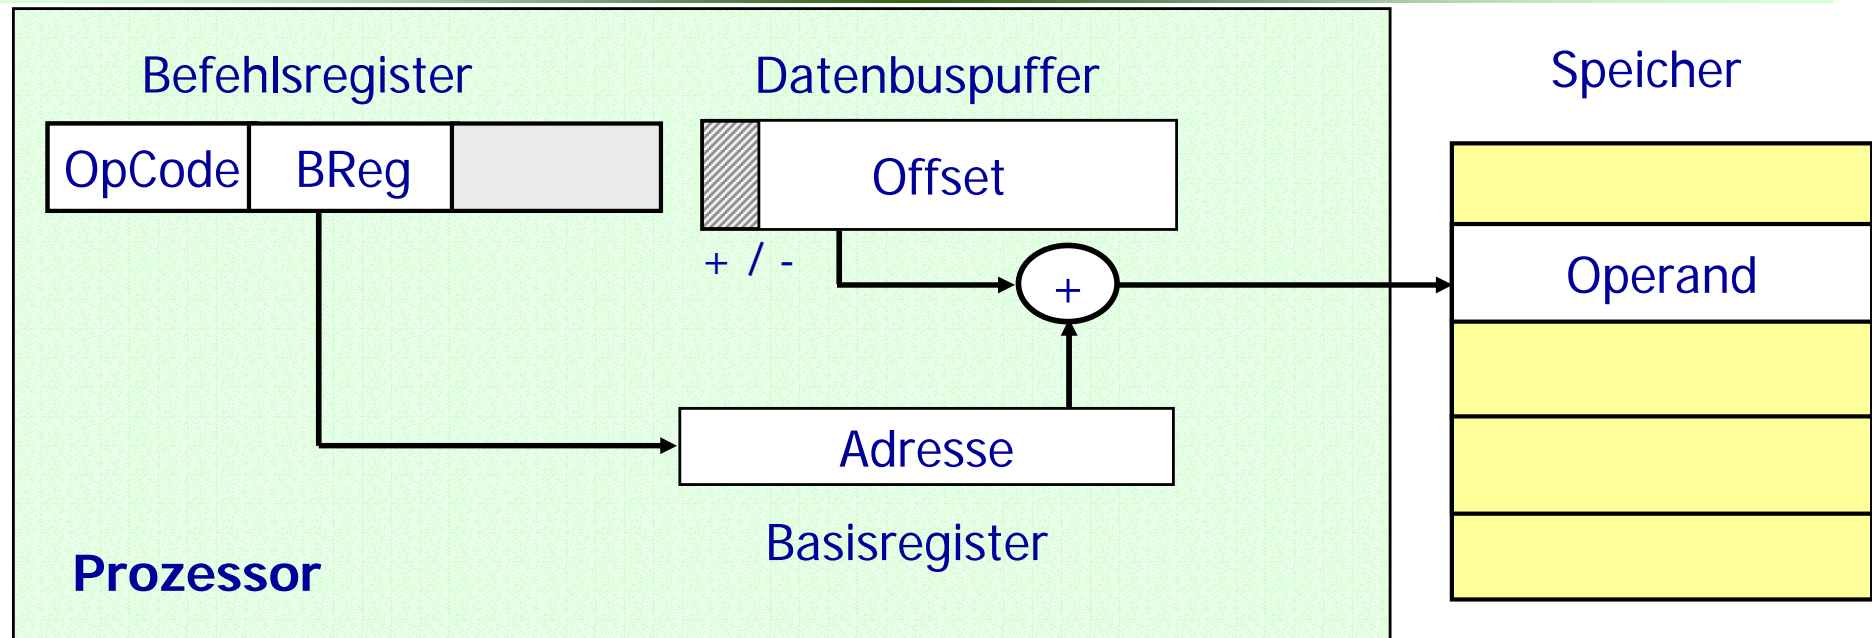 Befehlsregister
Datenbuspuffer
Speicher
OpCode
BReg
Offset
+ / -
+
Operand
Adresse
Basisregister
Prozessor